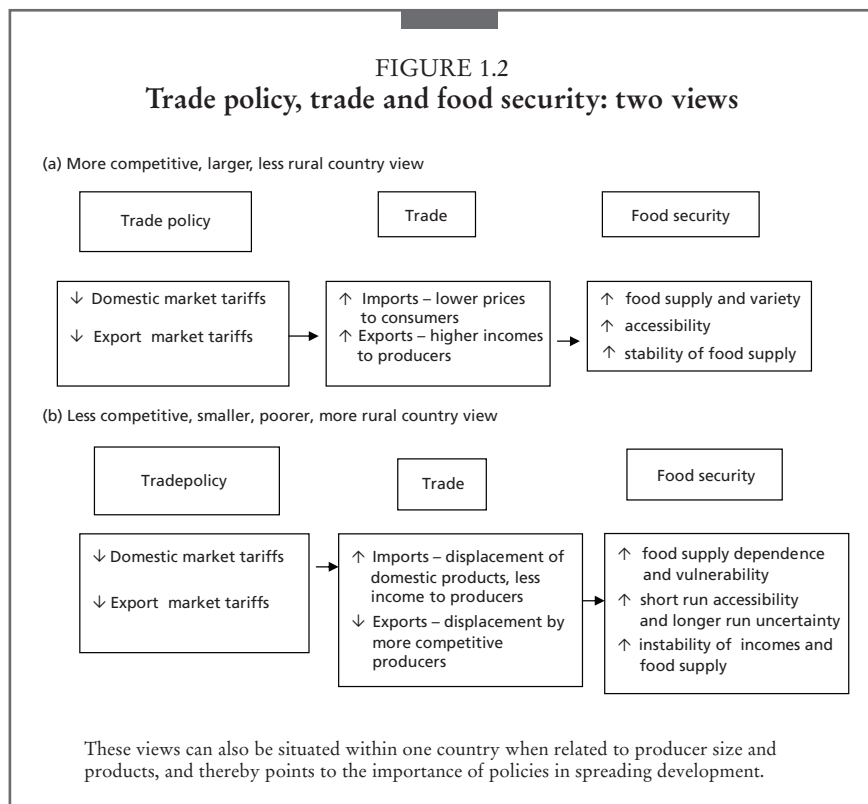 FIGURE 1.2
Trade policy, trade and food security: two views
(a) More competitive, larger, less rural country view
Trade policy
Trade
Food security
↓ Domestic market tariffs
↓ Export market tariffs
↑ Imports – lower prices
to consumers
↑ Exports – higher incomes
to producers
↑ food supply and variety
↑ accessibility
↑ stability of food supply
(b) Less competitive, smaller, poorer, more rural country view
Tradepolicy
Trade
Food security
↓ Domestic market tariffs
↓ Export market tariffs
↑ Imports – displacement of
domestic products, less
income to producers
↓ Exports – displacement by
more competitive
producers
↑ food supply dependence
and vulnerability
↑ short run accessibility
and longer run uncertainty
↑ instability of incomes and
food supply
These views can also be situated within one country when related to producer size and
products, and thereby points to the importance of policies in spreading development.